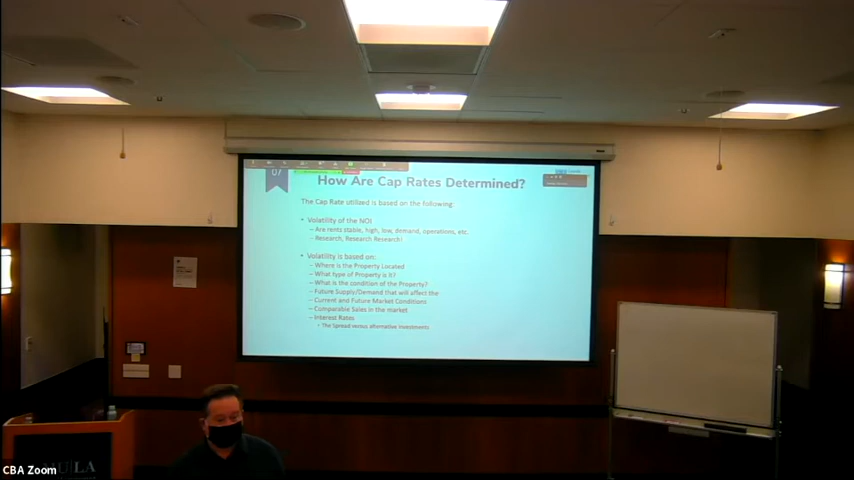 07
How Are Cap Rates Determined?
The Cap Rate utilized is based on the following:
• Volatility of the NOI
– Are rents stable, high, low, demand, operations, etc.
– Research, Research Research!
• Volatility is based on:
– Where is the Property Located
– What type of Property is it?
– What is the condition of the Property?
– Future Supply/Demand that will affect the
– Current and Future Market Conditions
– Comparable Sales in the market
– Interest Rates
• The Spread versus alternative investments
LA
CBA Zoom